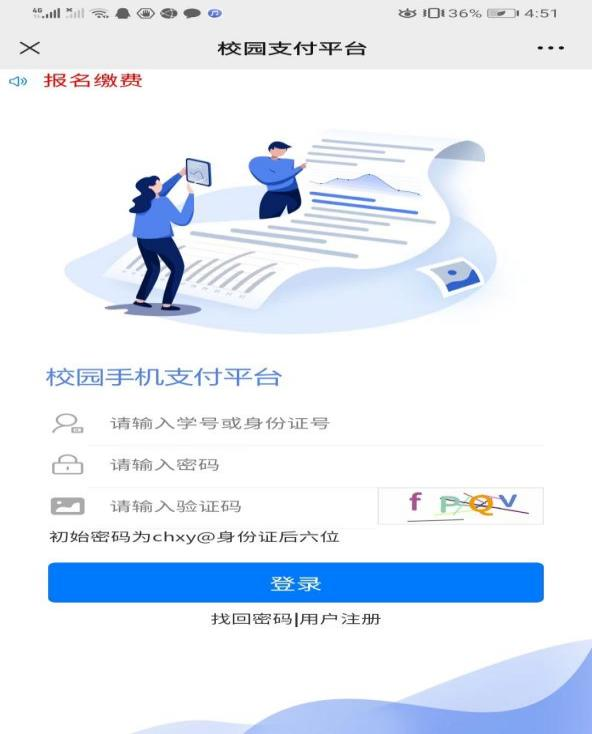 4G 36% 4:51
校园支付平台
报名缴费
校园手机支付平台
请输入学号或身份证号
请输入密码
请输入验证码 f P Q V
初始密码为chxy@身份证后六位
登录
找回密码|用户注册